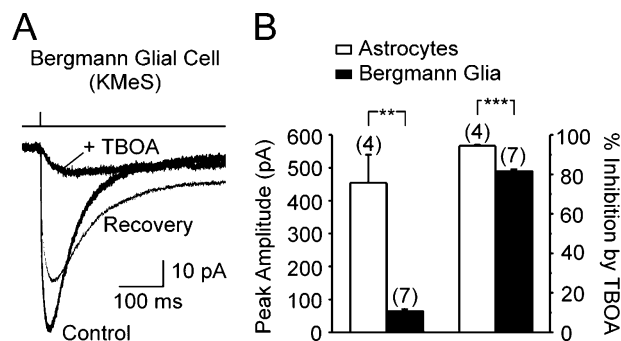 A
Bergmann Glial Cell
(KMeS)
+ TBOA
Recovery
10 pA
100 ms
Control
B
Astrocytes
Bergmann Glia
** ***
(4) (7) (4) (7)
Peak Amplitude (pA)
600
500
400
300
200
100
0
100
80
60
40
20
0
% Inhibition by TBOA